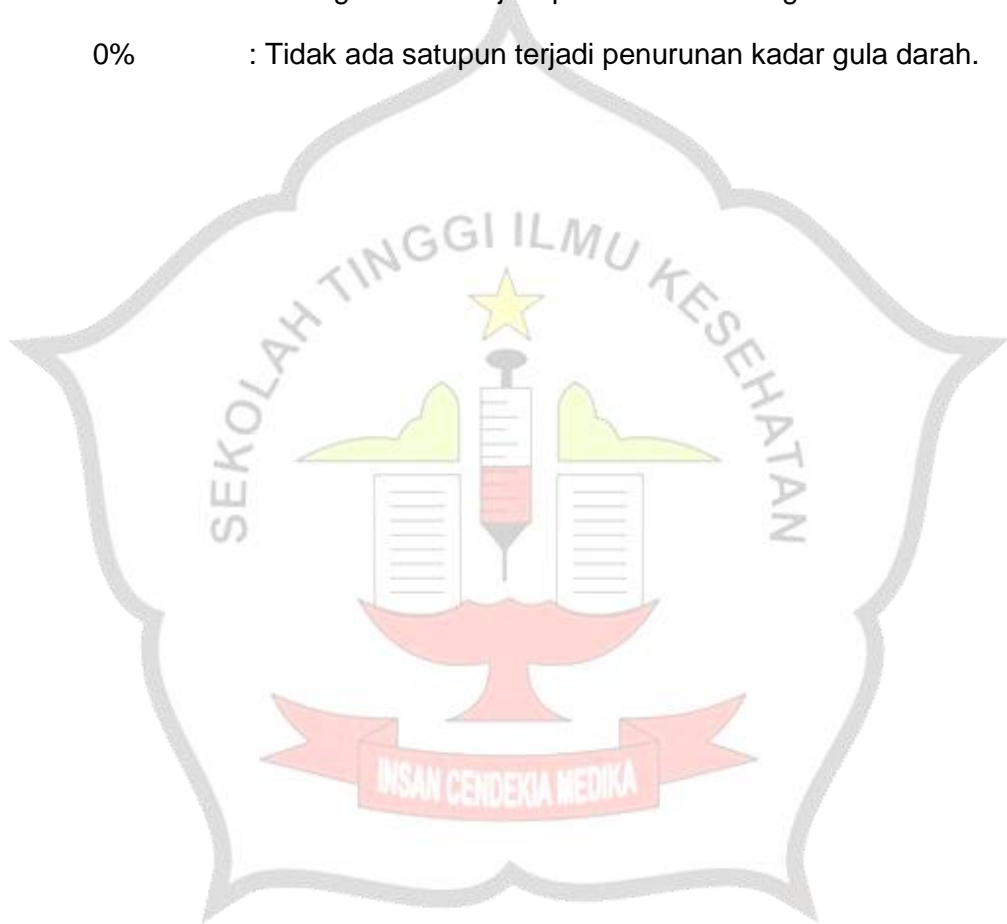 0% : Tidak ada satupun terjadi penurunan kadar gula darah.
SEKOLAH TINGGI ILMU KESEHATAN
INSAN CENDEKIA MEDIKA